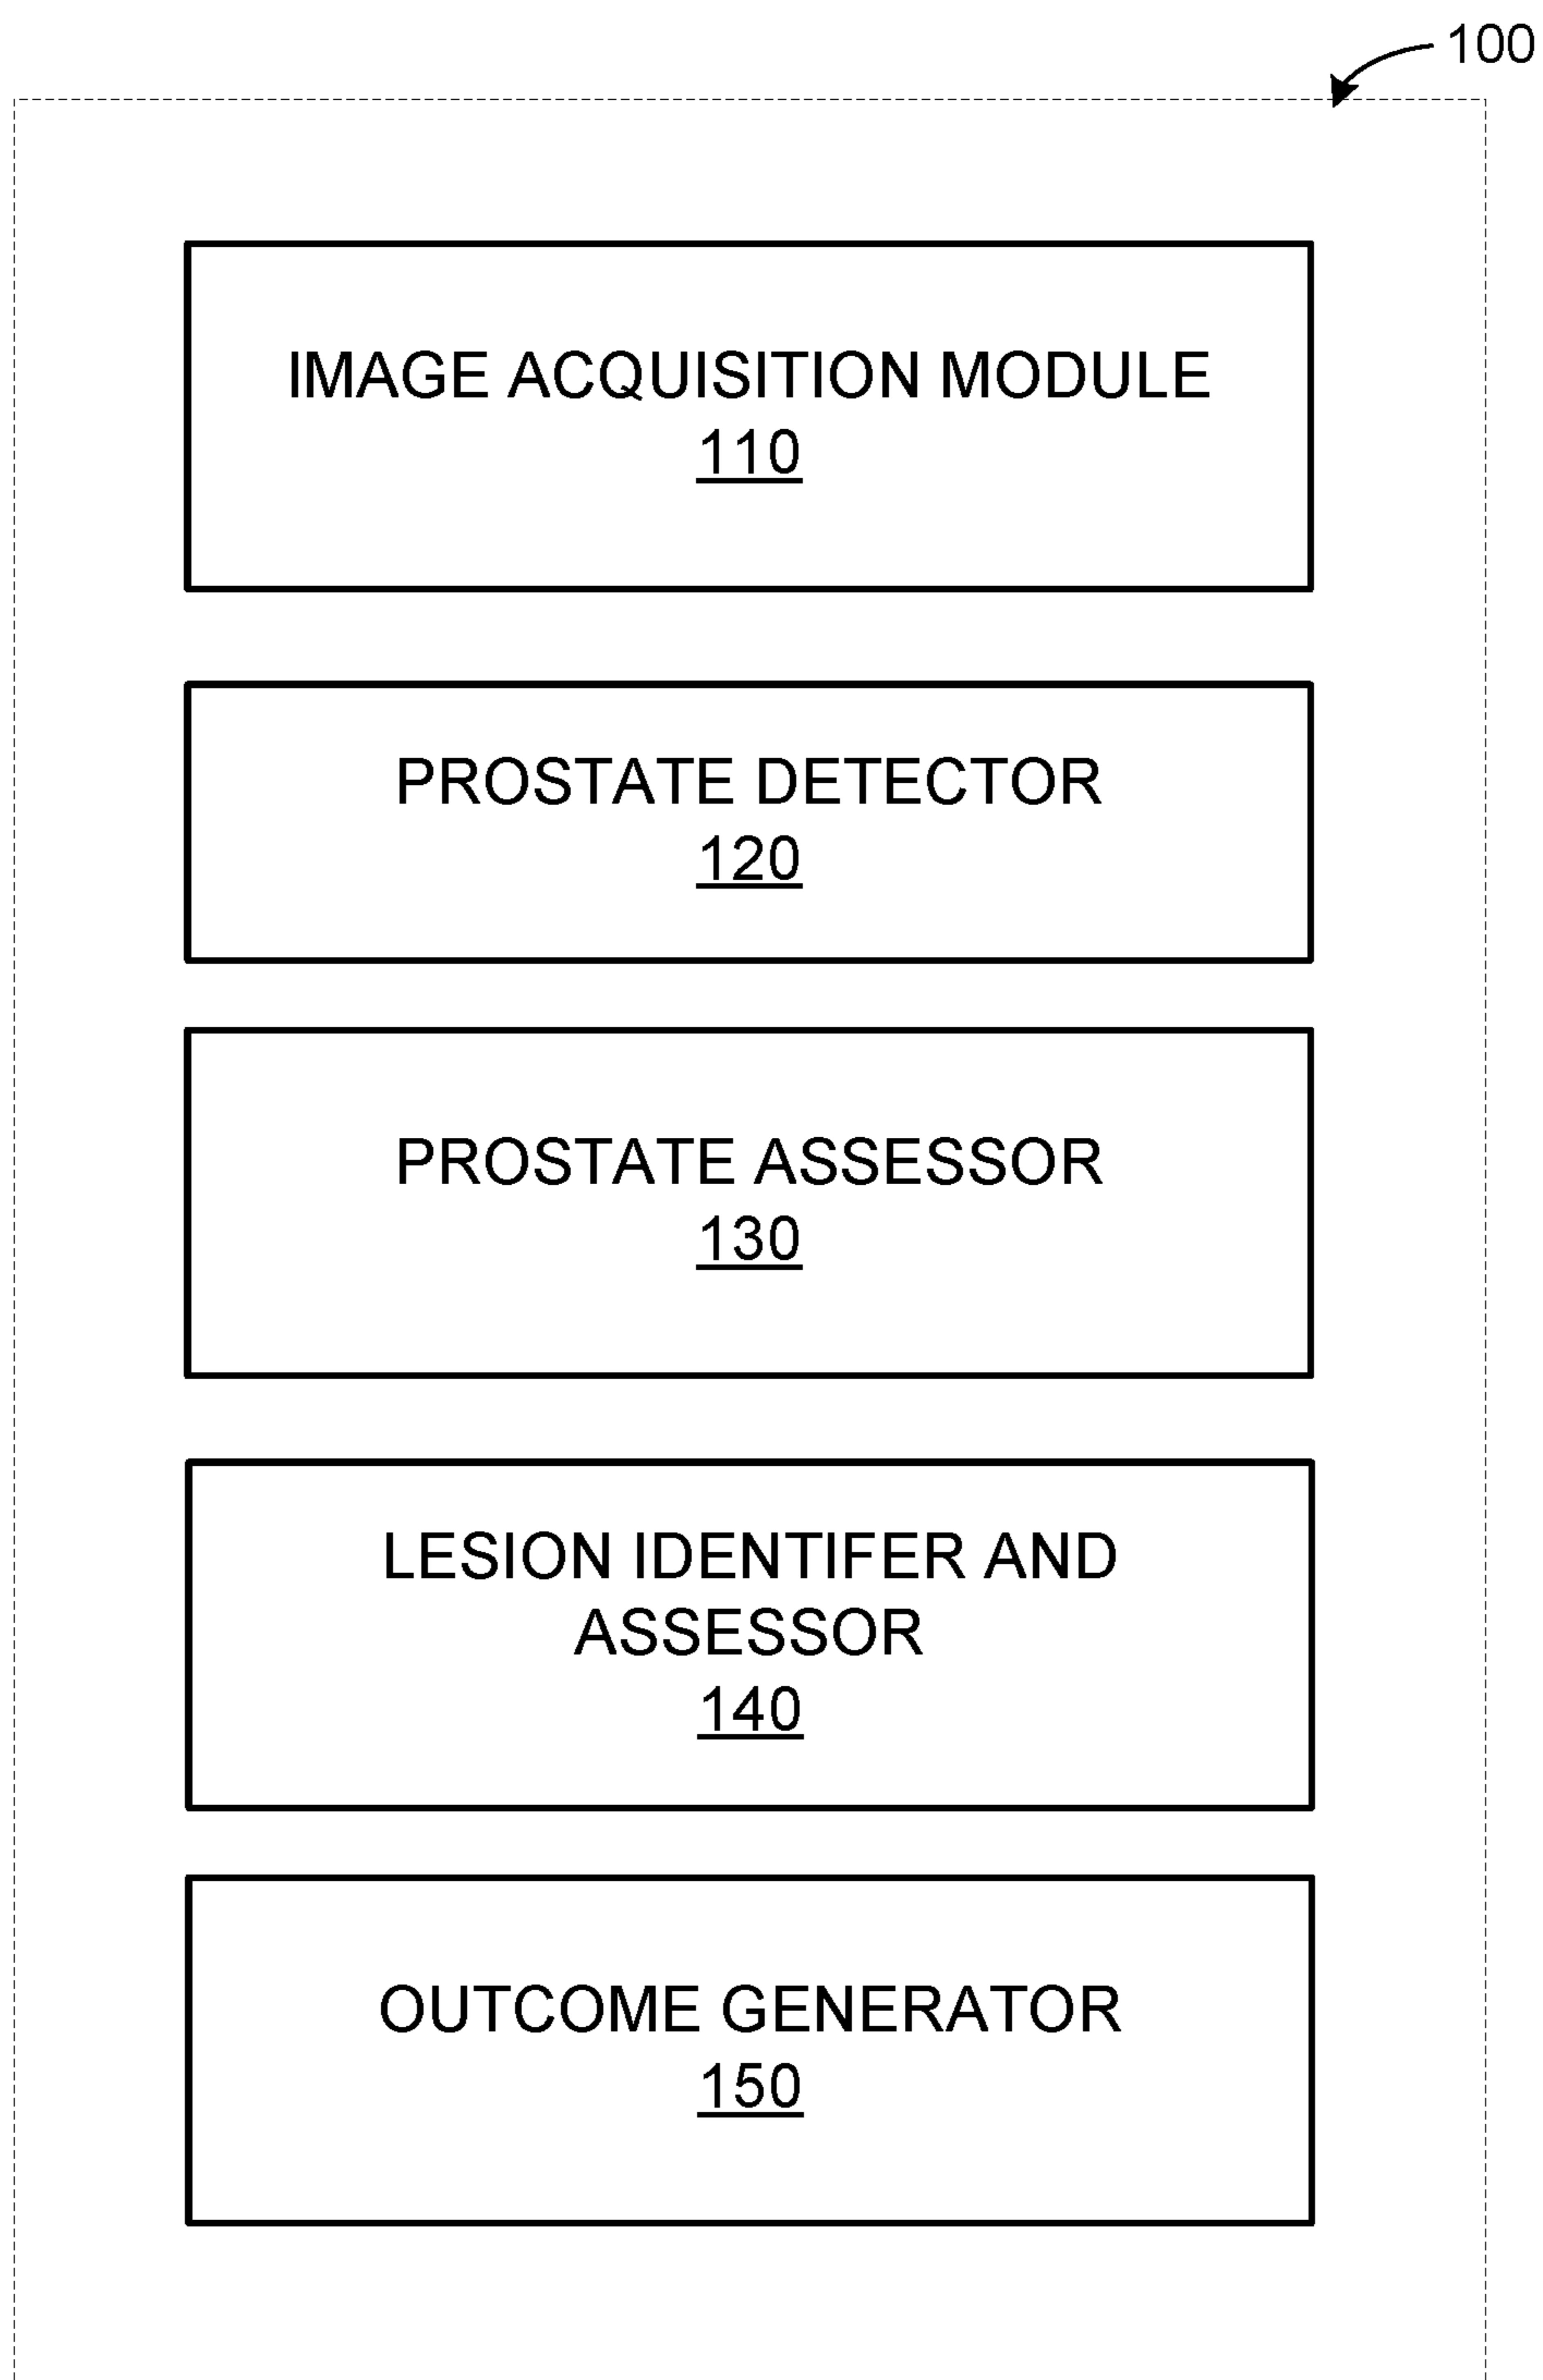 100
IMAGE ACQUISITION MODULE
110
PROSTATE DETECTOR
120
PROSTATE ASSESSOR
130
LESION IDENTIFER AND
ASSESSOR
140
OUTCOME GENERATOR
150